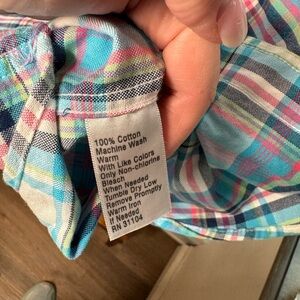 100% Cotton
Machine Wash
Warm
With Like Colors
Only Non-chlorine
Bleach
When Needed
Tumble Dry Low
Remove Promptly
Warm Iron
If Needed
RN 31104